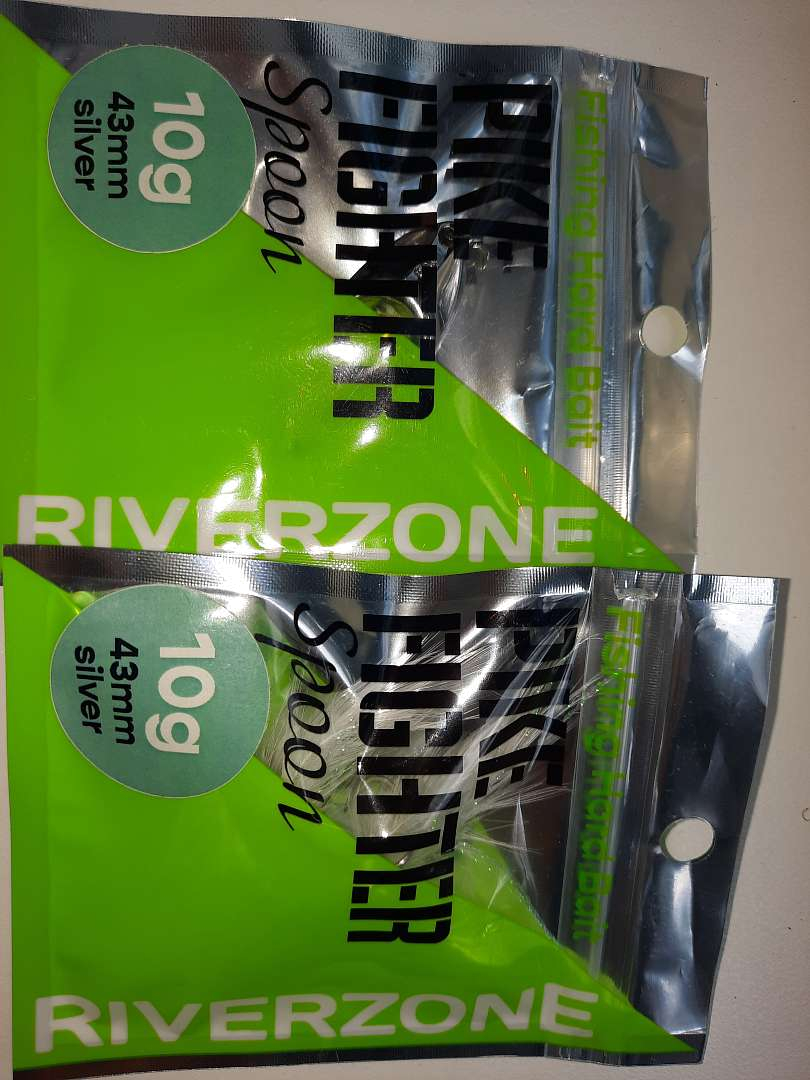 Fishing Hard Bait
PIKE
FIGHTER
Spoon
10g
43mm
silver
RIVERZONE
Fishing Hard Bait
PIKE
FIGHTER
Spoon
10g
43mm
silver
RIVERZONE